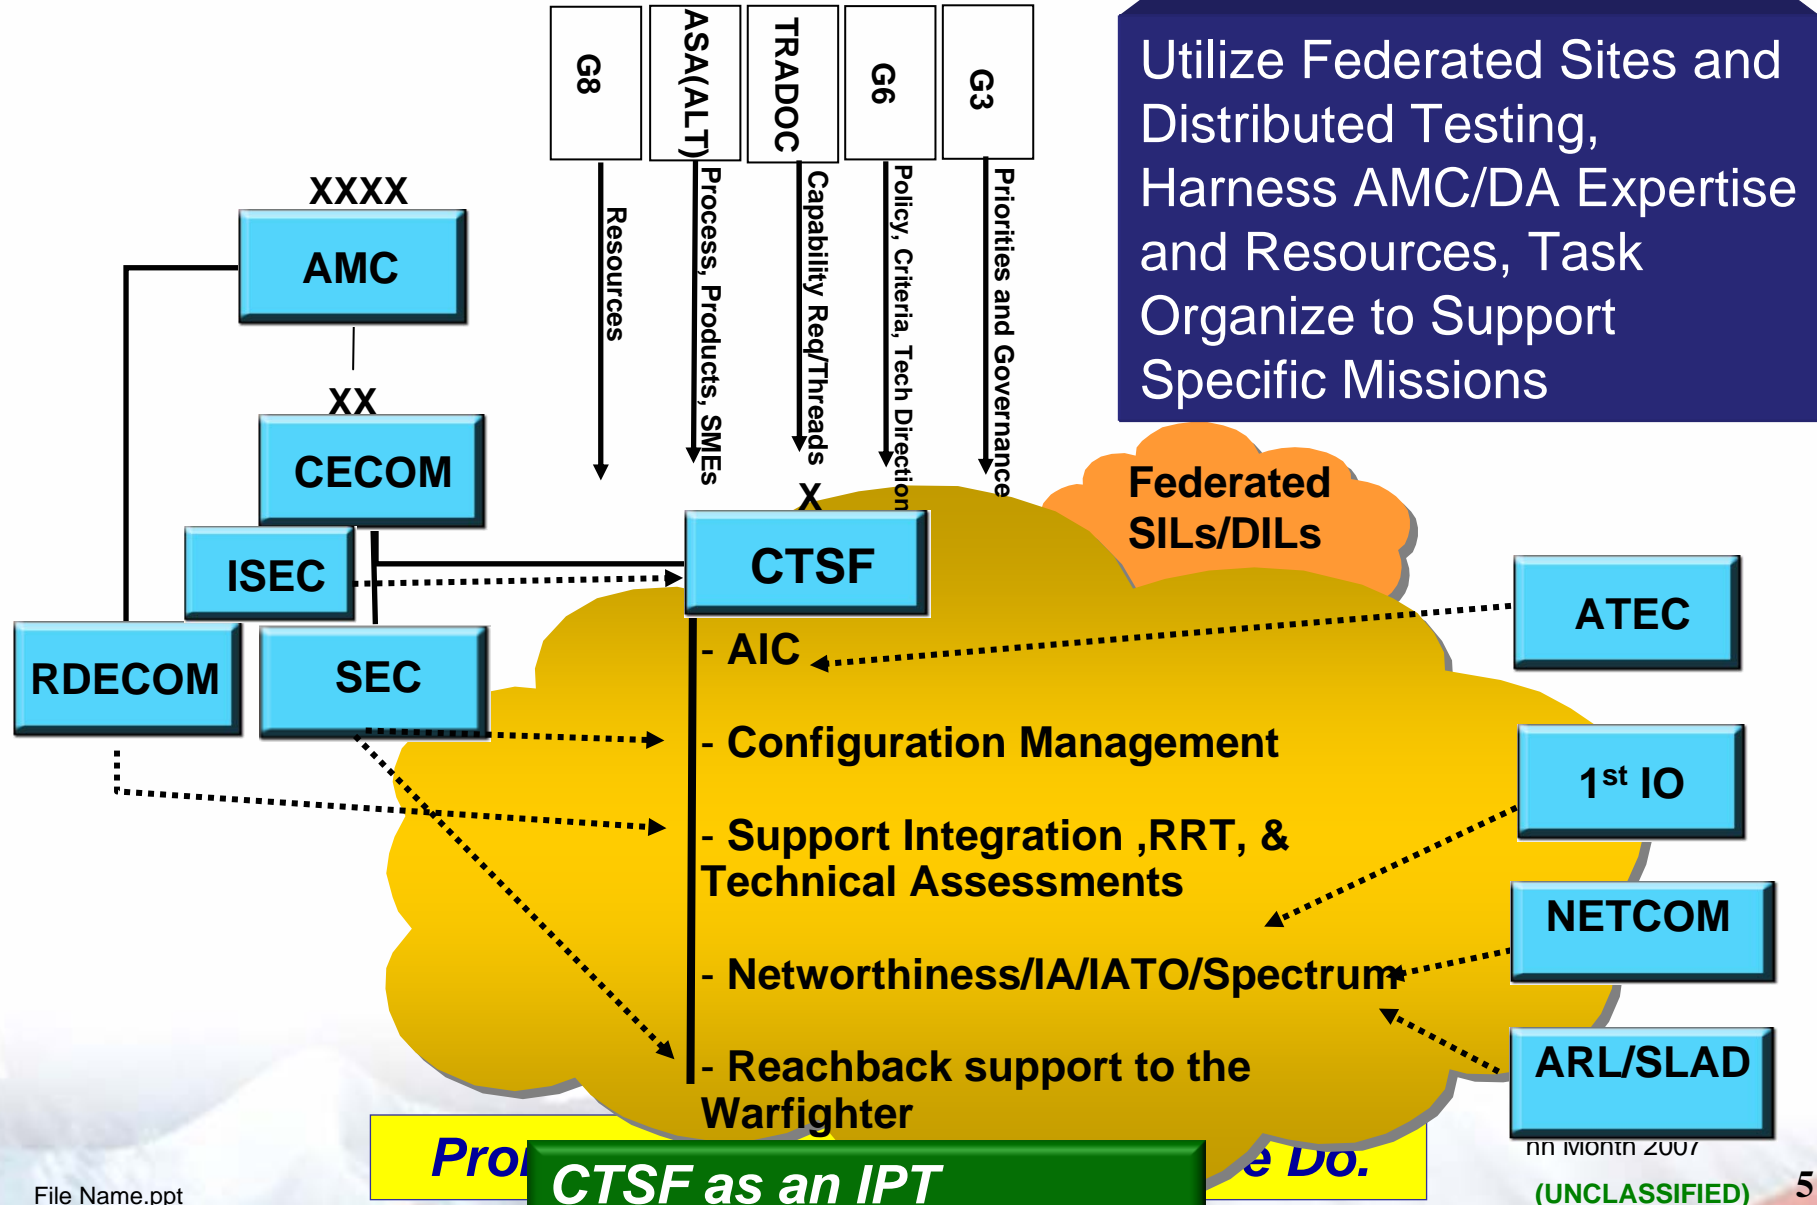 G8
ASA(ALT)
TRADOC
G6
G3
Resources
Process, Products, SMEs
Capability Req/Threads
Policy, Criteria, Tech Direction
Priorities and Governance
Utilize Federated Sites and
Distributed Testing,
Harness AMC/DA Expertise
and Resources, Task
Organize to Support
Specific Missions
XXXX
AMC
XX
CECOM
ISEC
RDECOM
SEC
X
CTSF
Federated
SILs/DILs
- AIC
- Configuration Management
- Support Integration ,RRT, &
Technical Assessments
- Networthiness/IA/IATO/Spectrum
- Reachback support to the
Warfighter
ATEC
1st IO
NETCOM
ARL/SLAD
Do.
CTSF as an IPT
Month 2007
File Name.ppt
(UNCLASSIFIED)
5